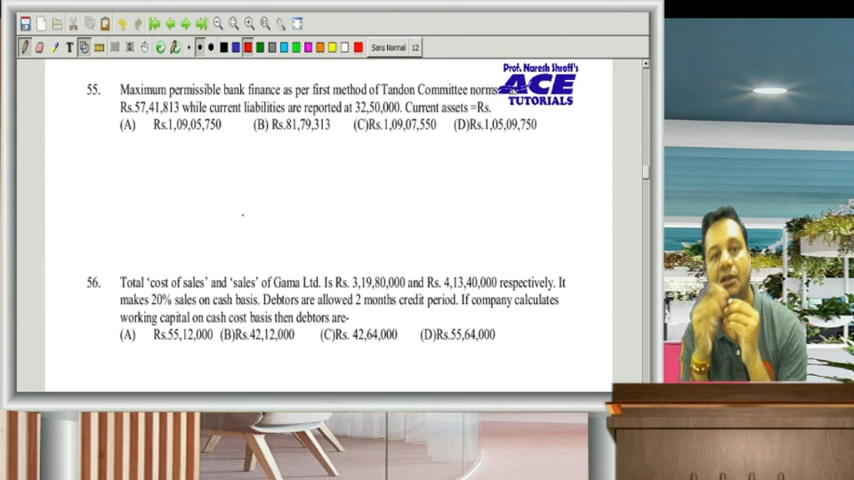 Sans Normal 12
Prof. Naresh Shroff's
ACE
TUTORIALS
55. Maximum permissible bank finance as per first method of Tandon Committee norms
Rs.57,41,813 while current liabilities are reported at 32,50,000. Current assets =Rs.
(A) Rs.1,09,05,750 (B) Rs.81,79,313 (C)Rs.1,09,07,550 (D)Rs.1,05,09,750
56. Total 'cost of sales' and 'sales' of Gama Ltd. Is Rs. 3,19,80,000 and Rs. 4,13,40,000 respectively. It
makes 20% sales on cash basis. Debtors are allowed 2 months credit period. If company calculates
working capital on cash cost basis then debtors are-
(A) Rs.55,12,000 (B)Rs.42,12,000 (C)Rs. 42,64,000 (D)Rs.55,64,000